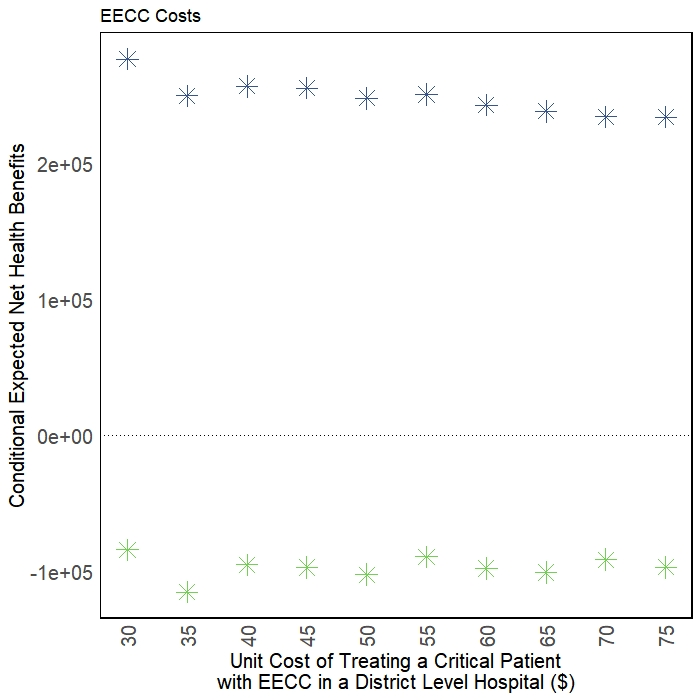 EECC Costs
Conditional Expected Net Health Benefits
2e+05
1e+05
0e+00
-1e+05
30 35 40 45 50 55 60 65 70 75
Unit Cost of Treating a Critical Patient
with EECC in a District Level Hospital ($)